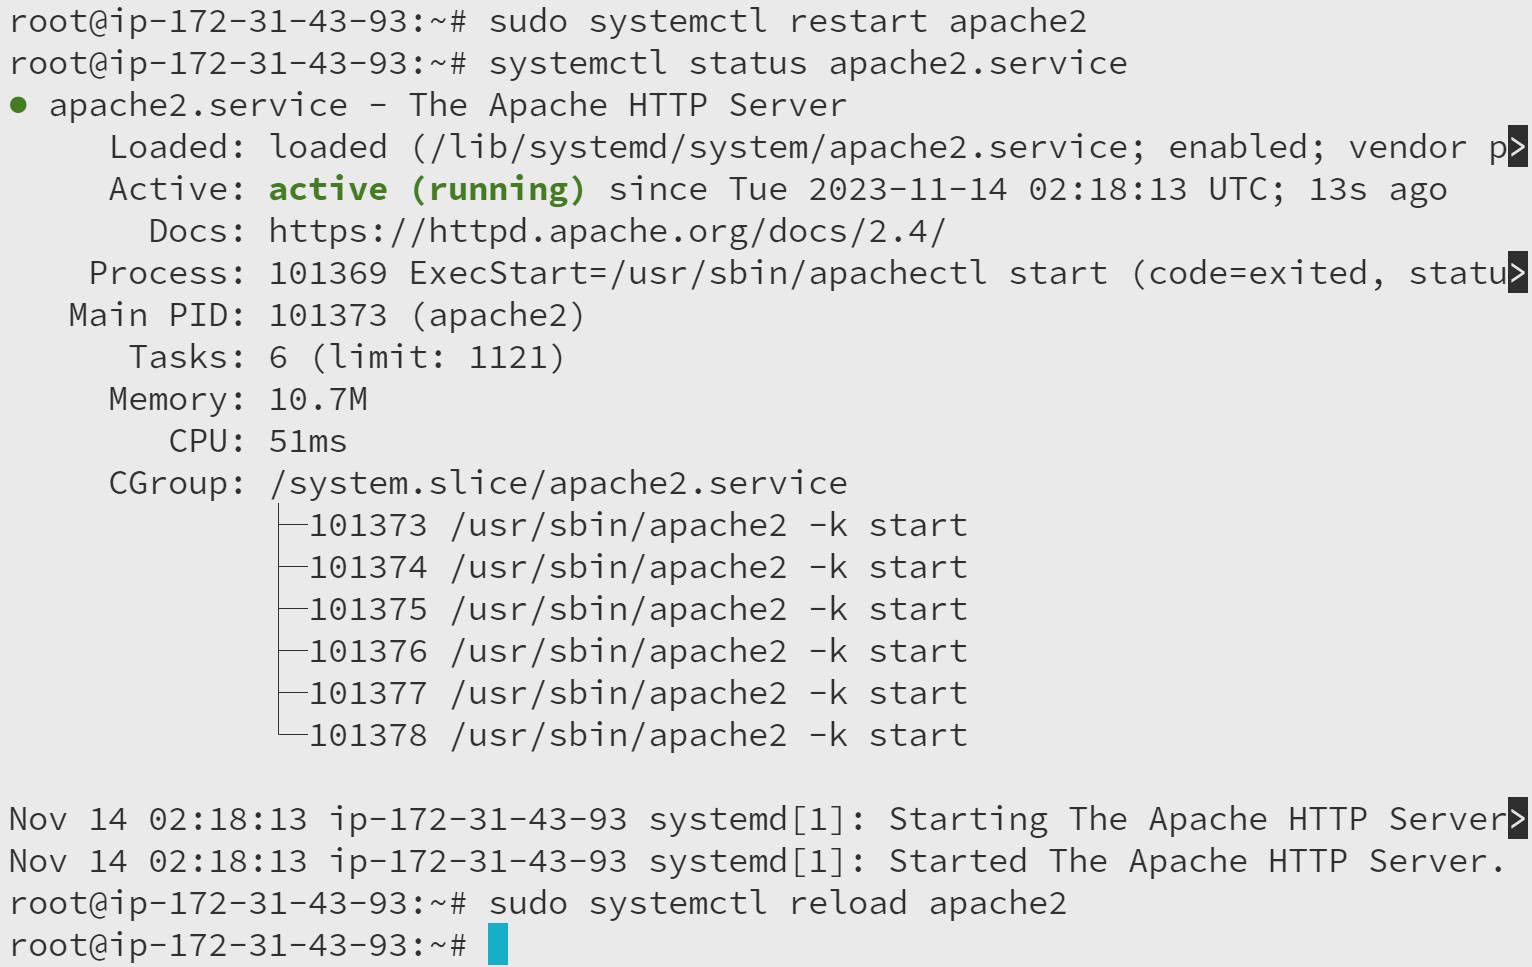 root@ip-172-31-43-93:~# sudo systemctl restart apache2
root@ip-172-31-43-93:~# systemctl status apache2.service
● apache2.service - The Apache HTTP Server
     Loaded: loaded (/lib/systemd/system/apache2.service; enabled; vendor p>
     Active: active (running) since Tue 2023-11-14 02:18:13 UTC; 13s ago
       Docs: https://httpd.apache.org/docs/2.4/
    Process: 101369 ExecStart=/usr/sbin/apachectl start (code=exited, statu>
   Main PID: 101373 (apache2)
      Tasks: 6 (limit: 1121)
     Memory: 10.7M
        CPU: 51ms
     CGroup: /system.slice/apache2.service
             ├─101373 /usr/sbin/apache2 -k start
             ├─101374 /usr/sbin/apache2 -k start
             ├─101375 /usr/sbin/apache2 -k start
             ├─101376 /usr/sbin/apache2 -k start
             ├─101377 /usr/sbin/apache2 -k start
             └─101378 /usr/sbin/apache2 -k start

Nov 14 02:18:13 ip-172-31-43-93 systemd[1]: Starting The Apache HTTP Server>
Nov 14 02:18:13 ip-172-31-43-93 systemd[1]: Started The Apache HTTP Server.
root@ip-172-31-43-93:~# sudo systemctl reload apache2
root@ip-172-31-43-93:~#